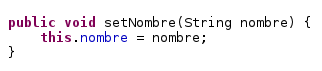 public void setNombre(String nombre) {
    this.nombre = nombre;
}